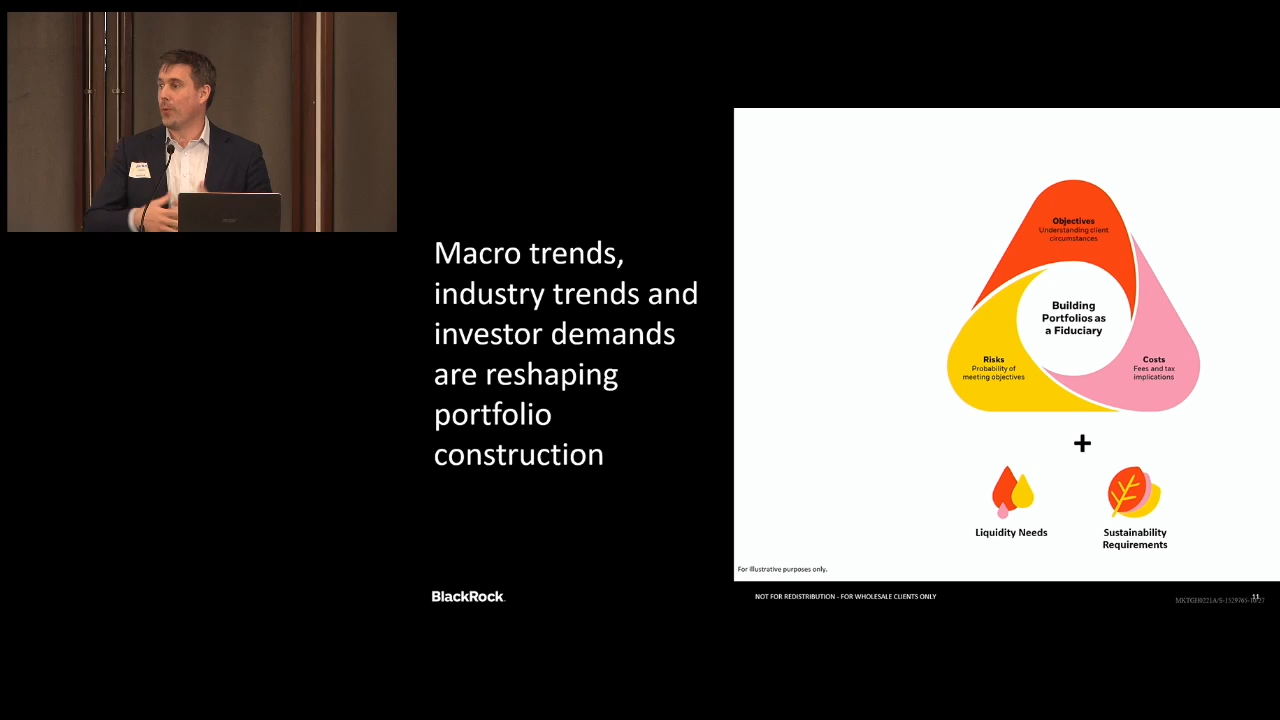 Macro trends,
industry trends and
investor demands
are reshaping
portfolio
construction
Objectives
Understanding client
circumstances
Building
Portfolios as
a Fiduciary
Risks
Probability of
meeting objectives
Costs
Fees and tax
implications
+
Liquidity Needs
Sustainability
Requirements
For illustrative purposes only.
BlackRock.
NOT FOR REDISTRIBUTION - FOR WHOLESALE CLIENTS ONLY
11